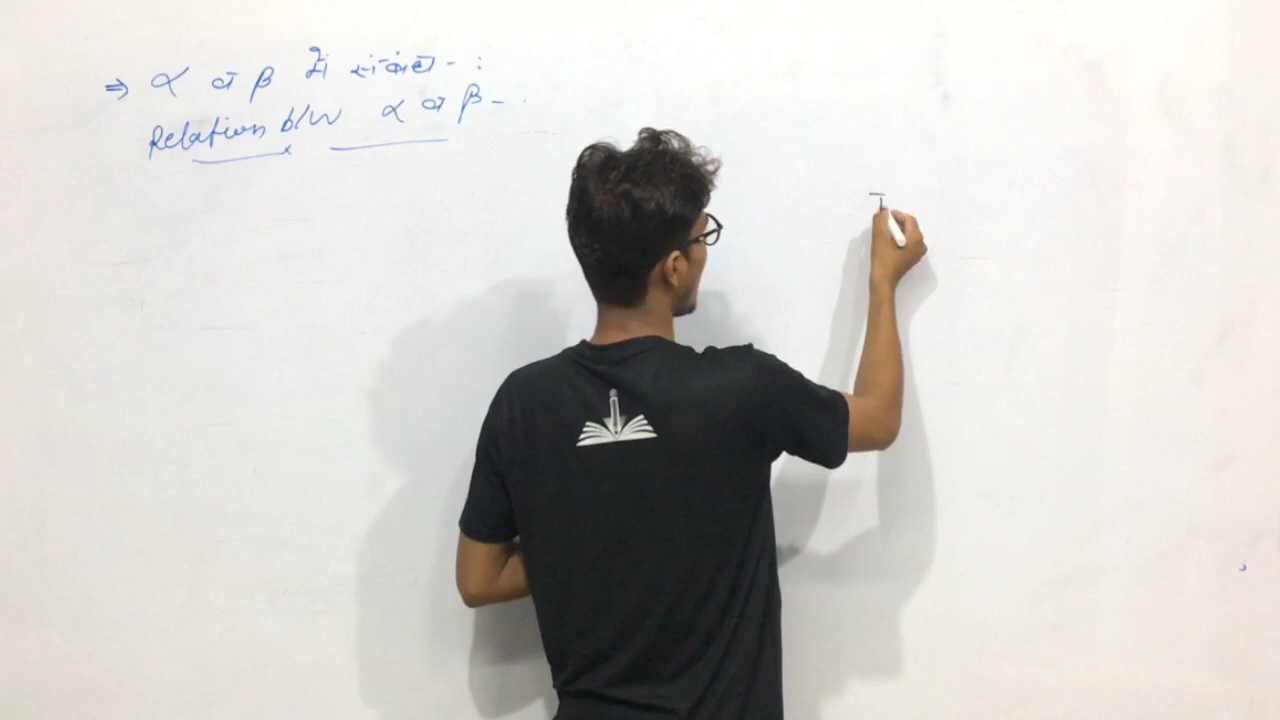 ⇒ α व β में संबंध - :
Relation b/w α व β - .